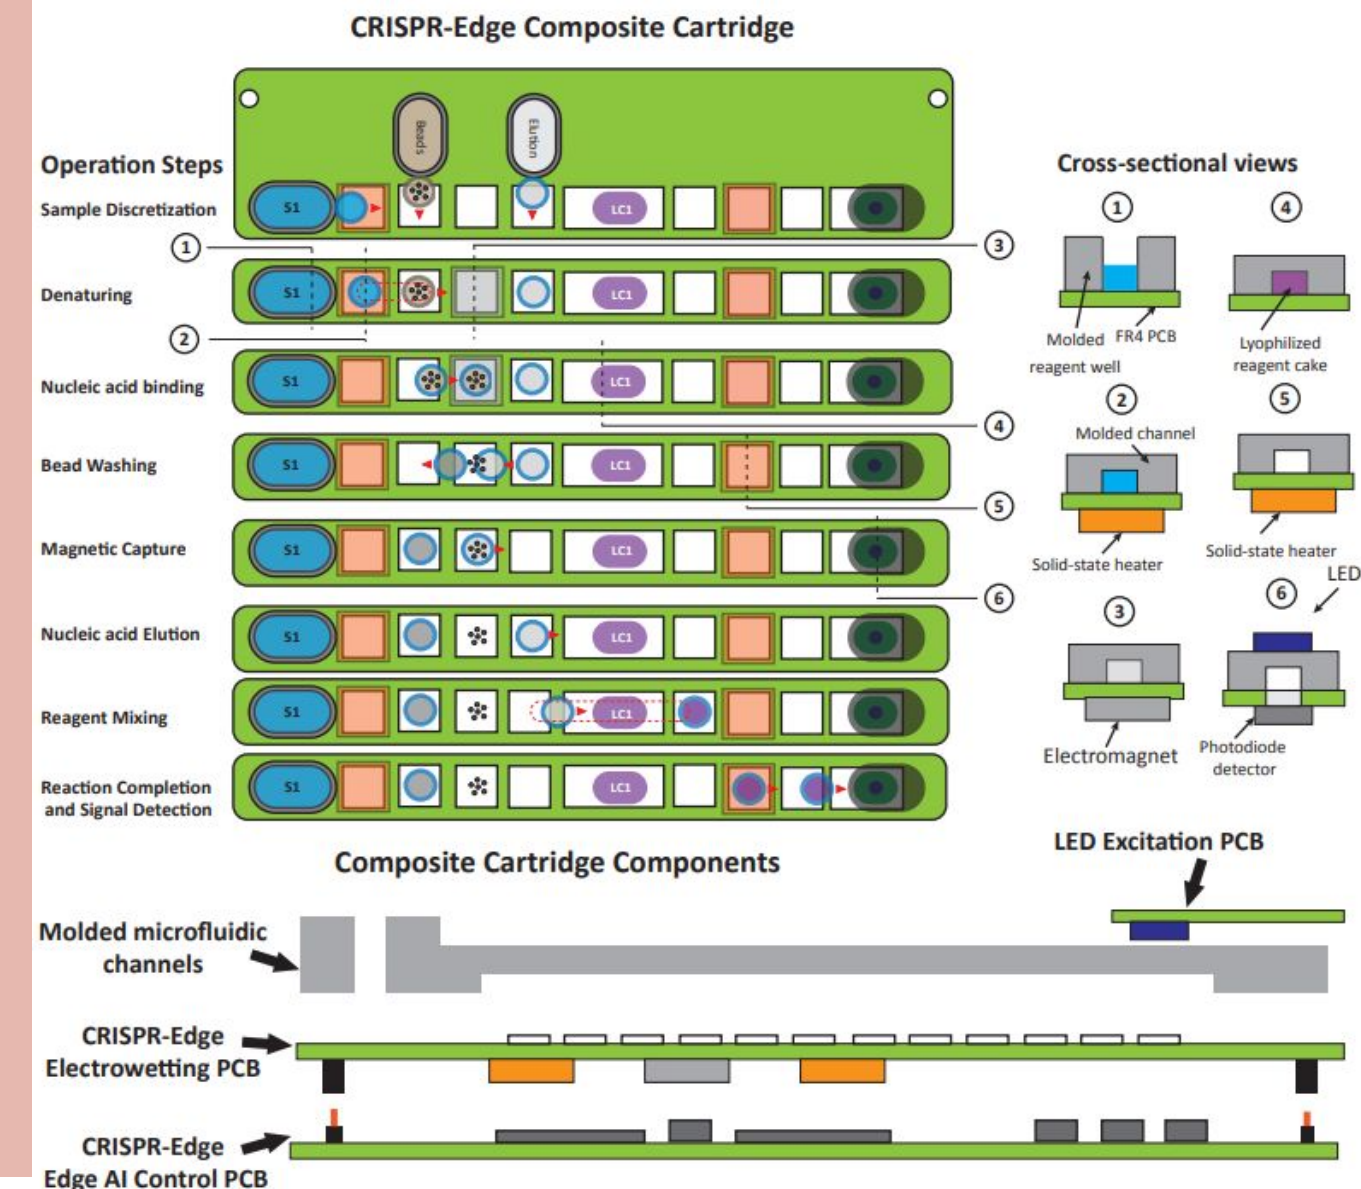 CRISPR-Edge Composite Cartridge
Operation Steps
Beads
Elution
Sample Discretization
S1
LC1
1
3
Denaturing
S1
LC1
2
Nucleic acid binding
S1
LC1
4
Bead Washing
S1
LC1
5
Magnetic Capture
S1
LC1
6
Nucleic acid Elution
S1
LC1
Reagent Mixing
S1
LC1
Reaction Completion
and Signal Detection
S1
LC1
Cross-sectional views
1
4
Molded
reagent well
FR4 PCB
Lyophilized
reagent cake
2
5
Molded channel
Solid-state heater
Solid-state heater
LED
3
6
Electromagnet
Photodiode
detector
Composite Cartridge Components
LED Excitation PCB
Molded microfluidic
channels
CRISPR-Edge
Electrowetting PCB
CRISPR-Edge
Edge AI Control PCB